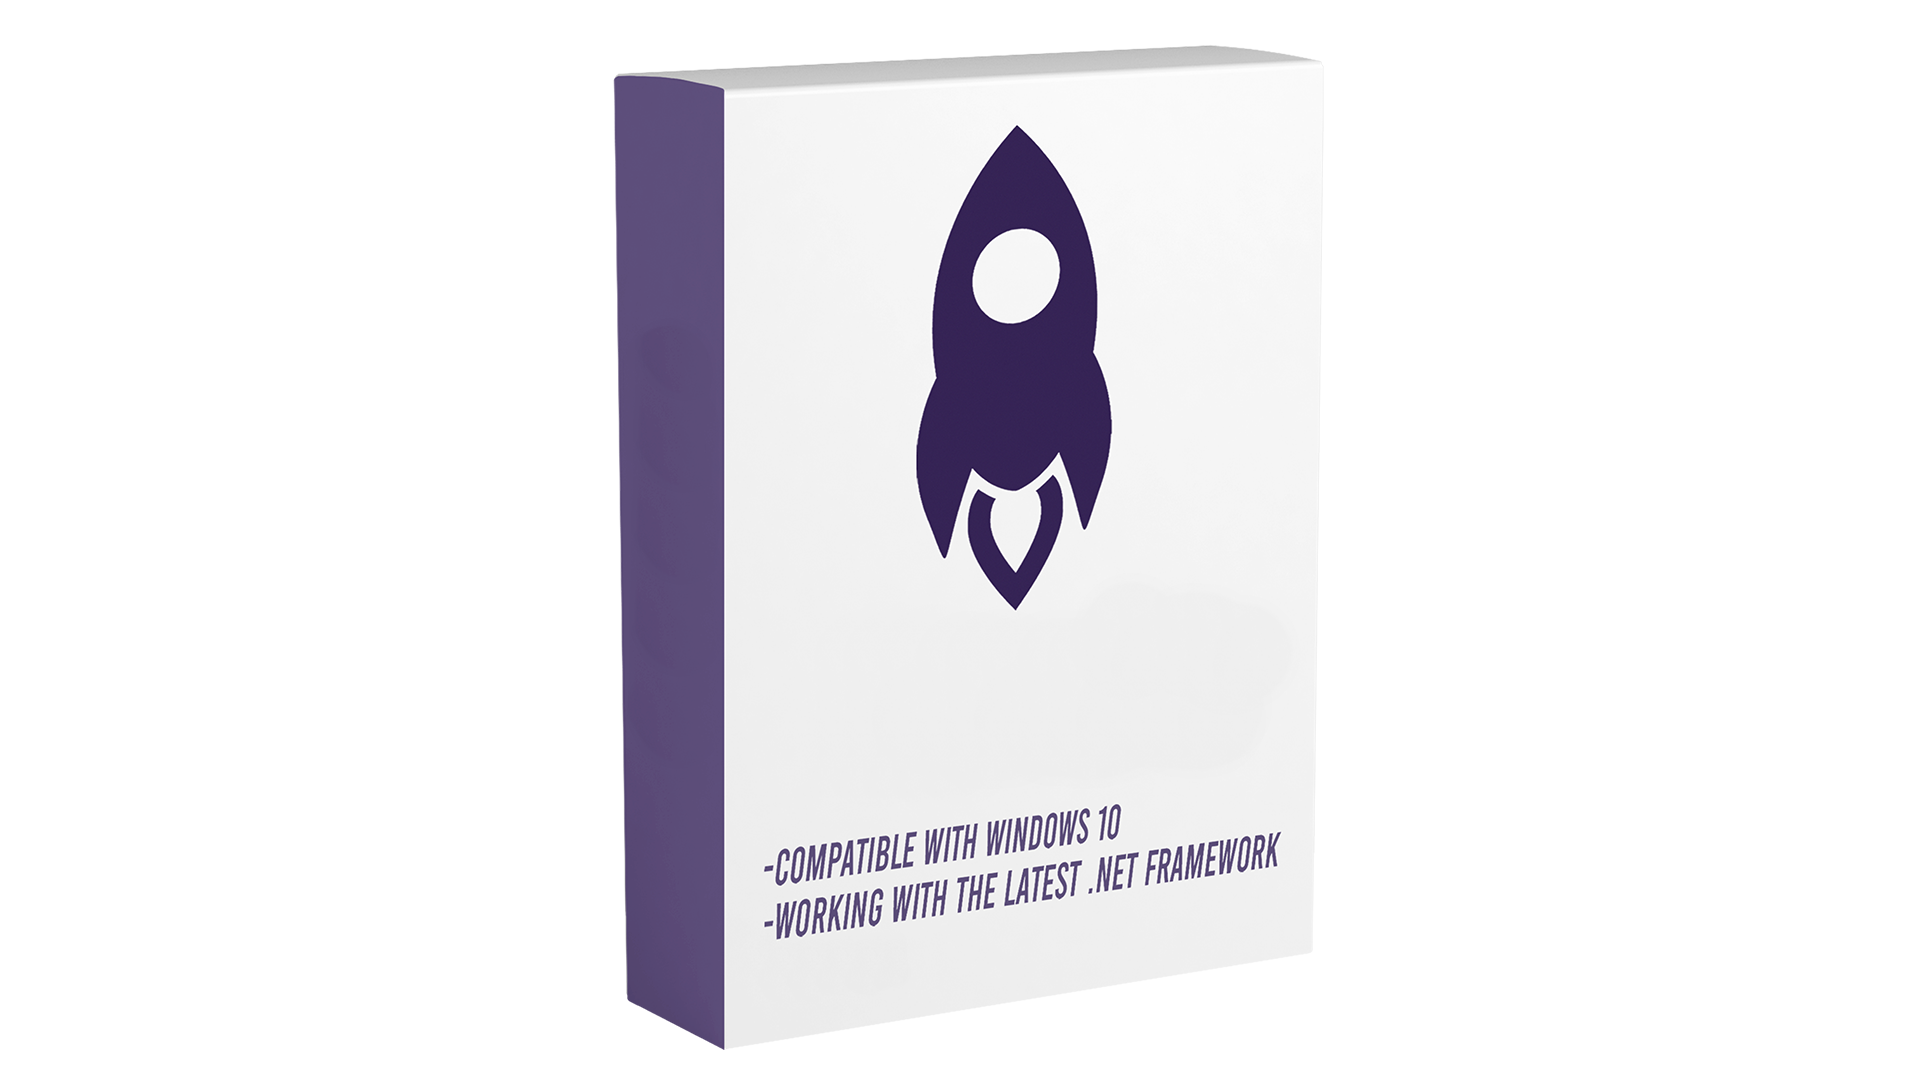 -COMPATIBLE WITH WINDOWS 10
-WORKING WITH THE LATEST .NET FRAMEWORK